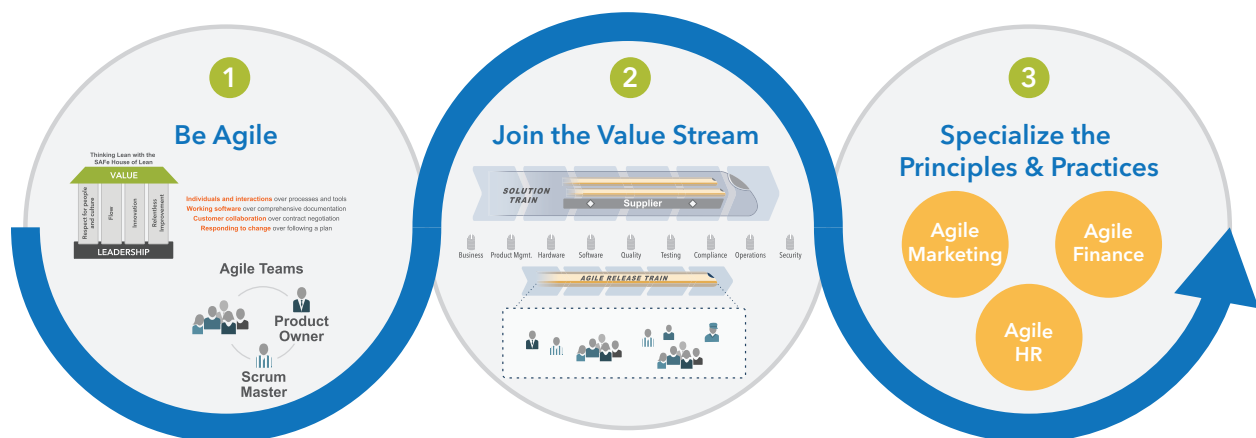 1
Be Agile
Thinking Lean with the
SAFe House of Lean
VALUE
Respect for people
and culture
Flow
Innovation
Relentless
Improvement
LEADERSHIP
Individuals and interactions over processes and tools
Working software over comprehensive documentation
Customer collaboration over contract negotiation
Responding to change over following a plan
Agile Teams
Product
Owner
Scrum
Master
2
Join the Value Stream
SOLUTION
TRAIN
Supplier
Business Product Mgmt. Hardware Software Quality Testing Compliance Operations Security
AGILE RELEASE TRAIN
3
Specialize the
Principles & Practices
Agile
Marketing
Agile
Finance
Agile
HR